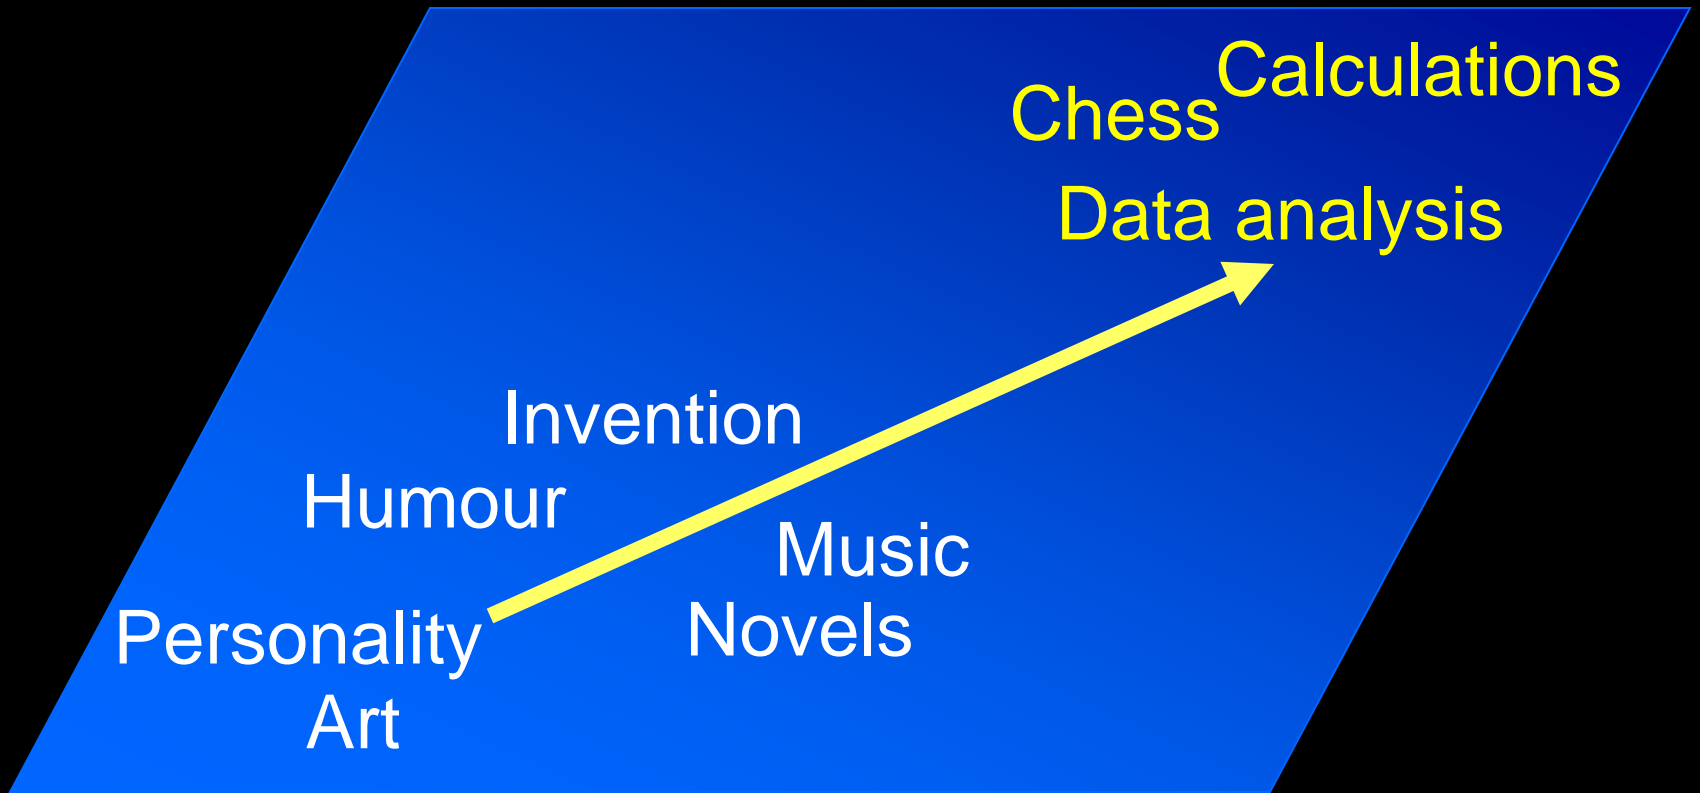 Calculations
Chess
Data analysis
Invention
Humour
Music
Novels
Personality
Art